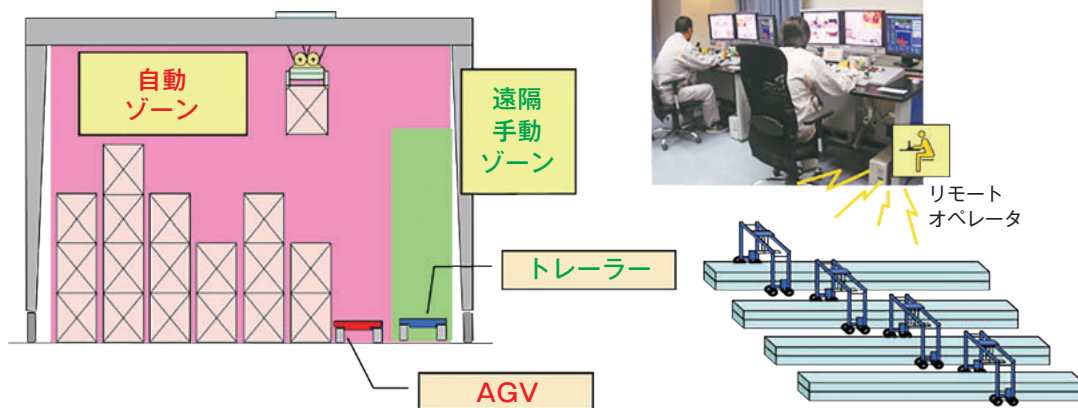 自動
ゾーン
遠隔
手動
ゾーン
トレーラー
AGV
リモート
オペレータ